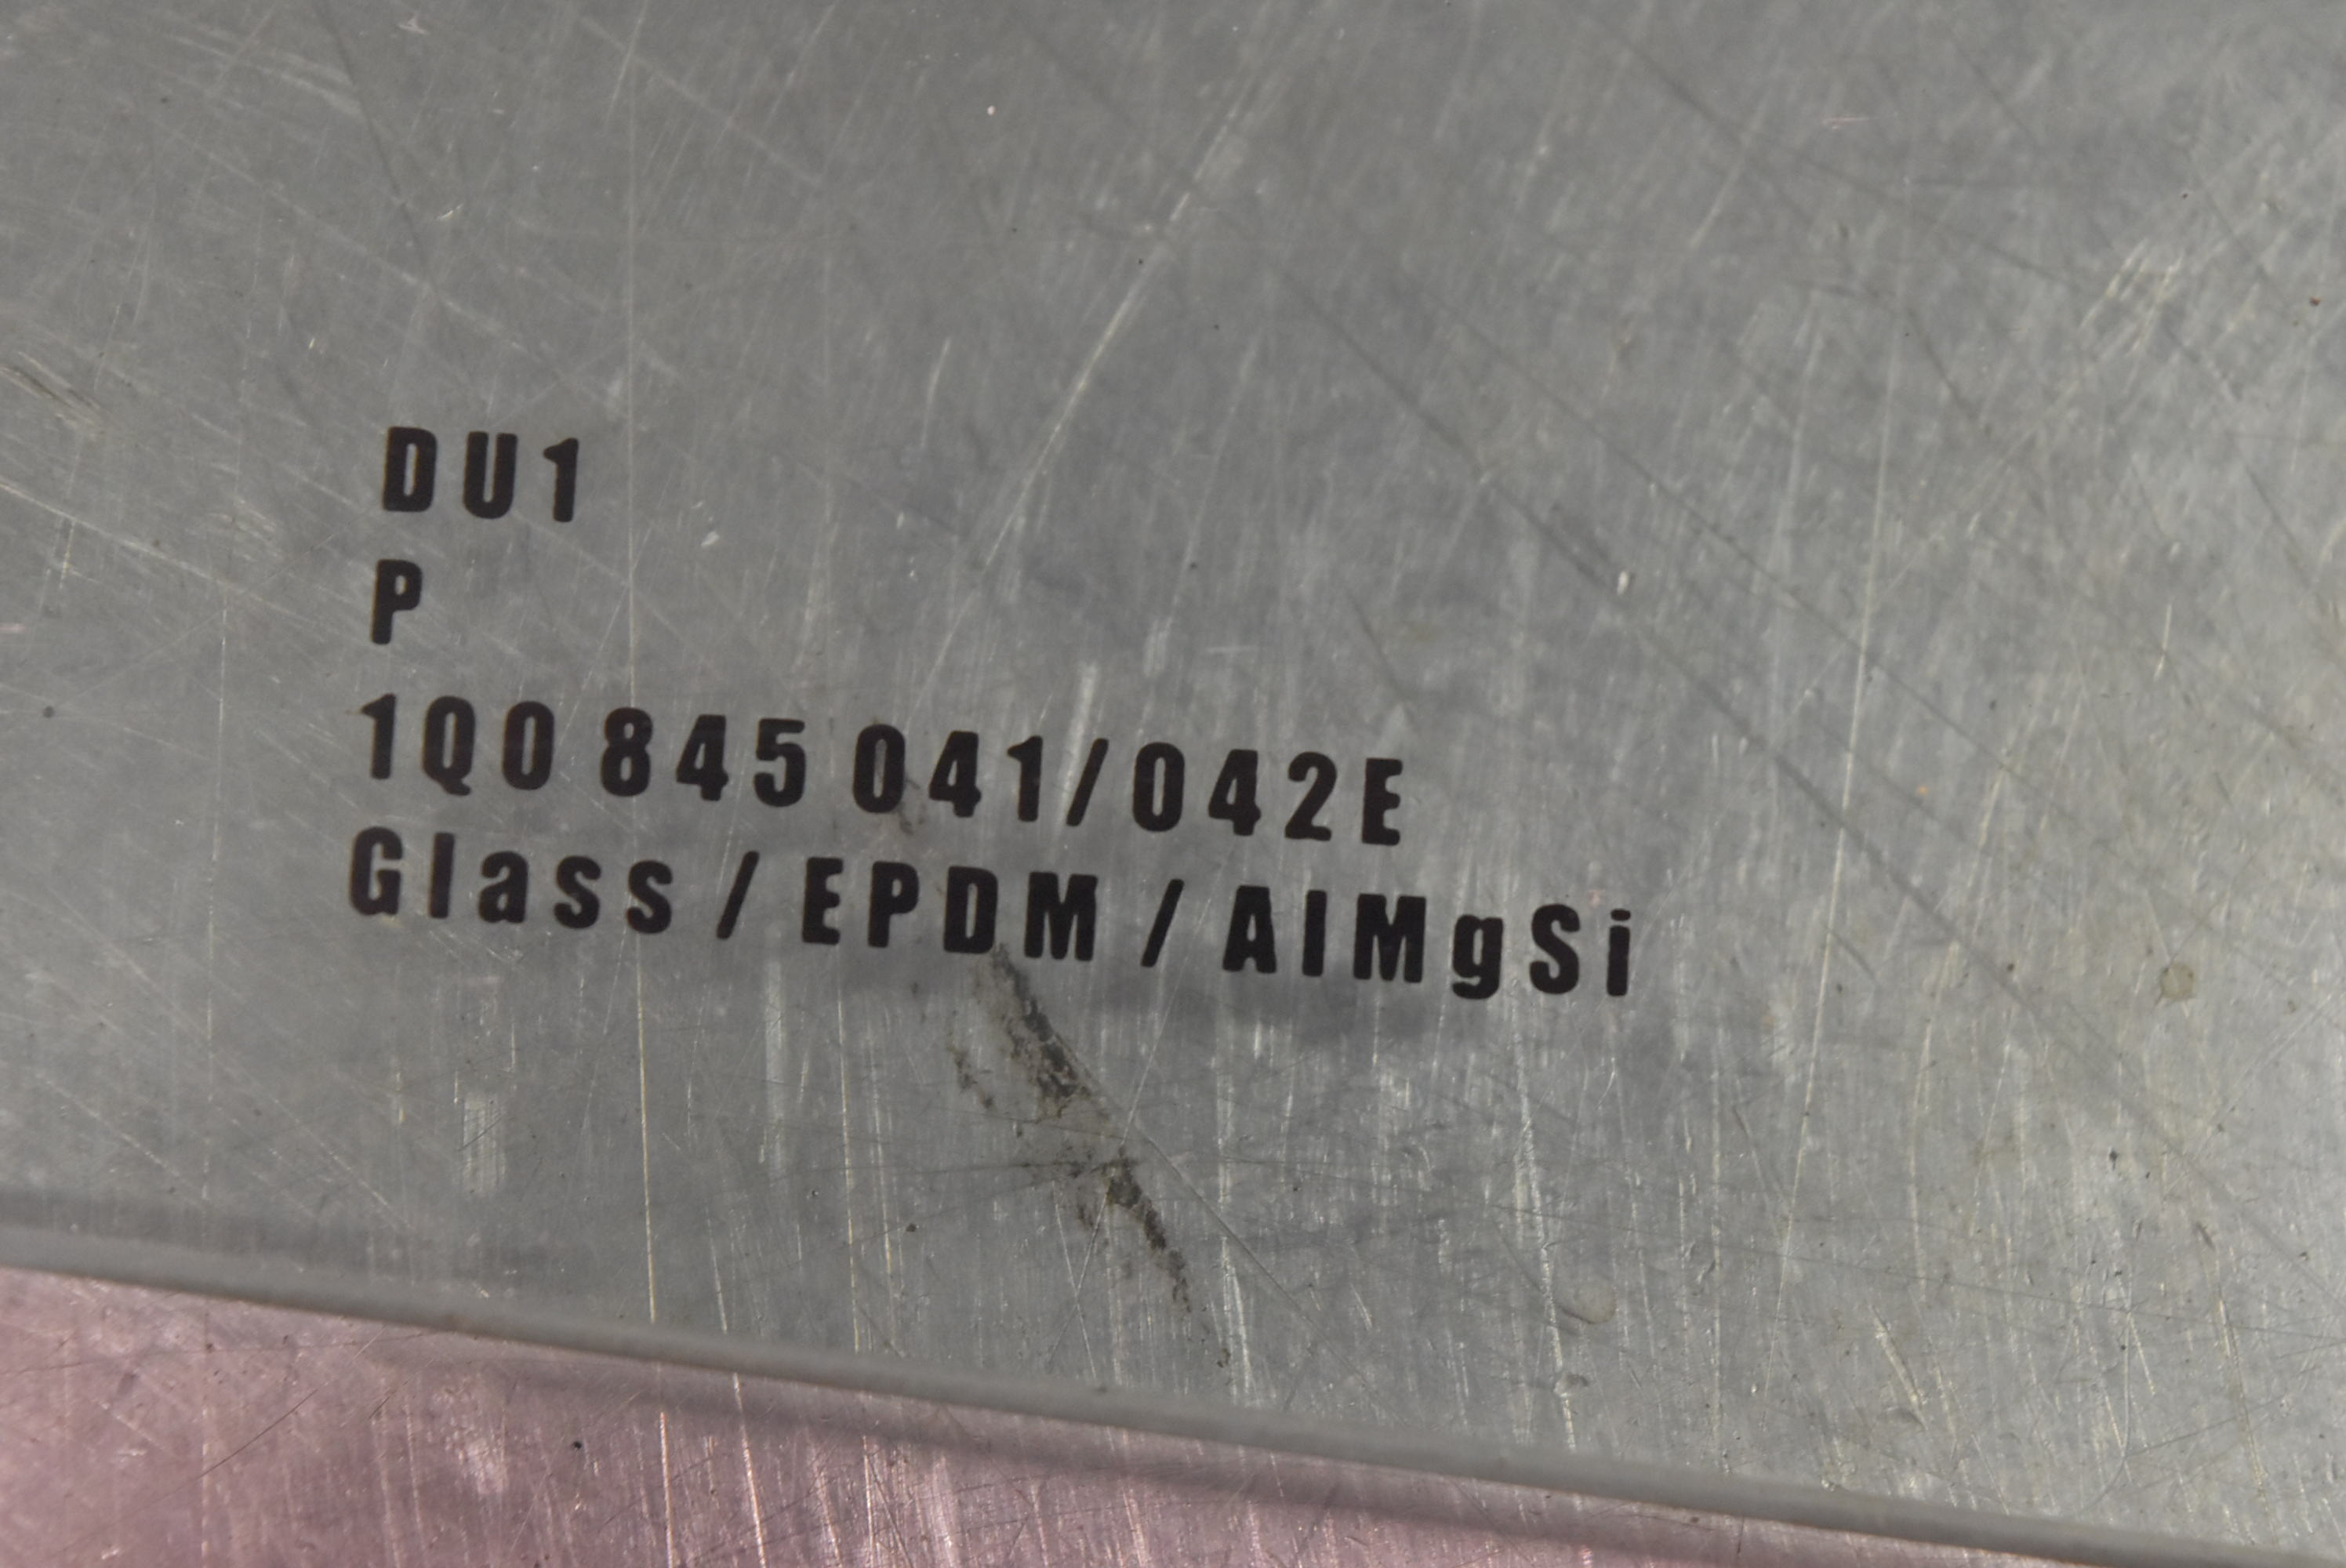 DU1
P
1Q0 845 041/042E
Glass / EPDM / AlMgSi